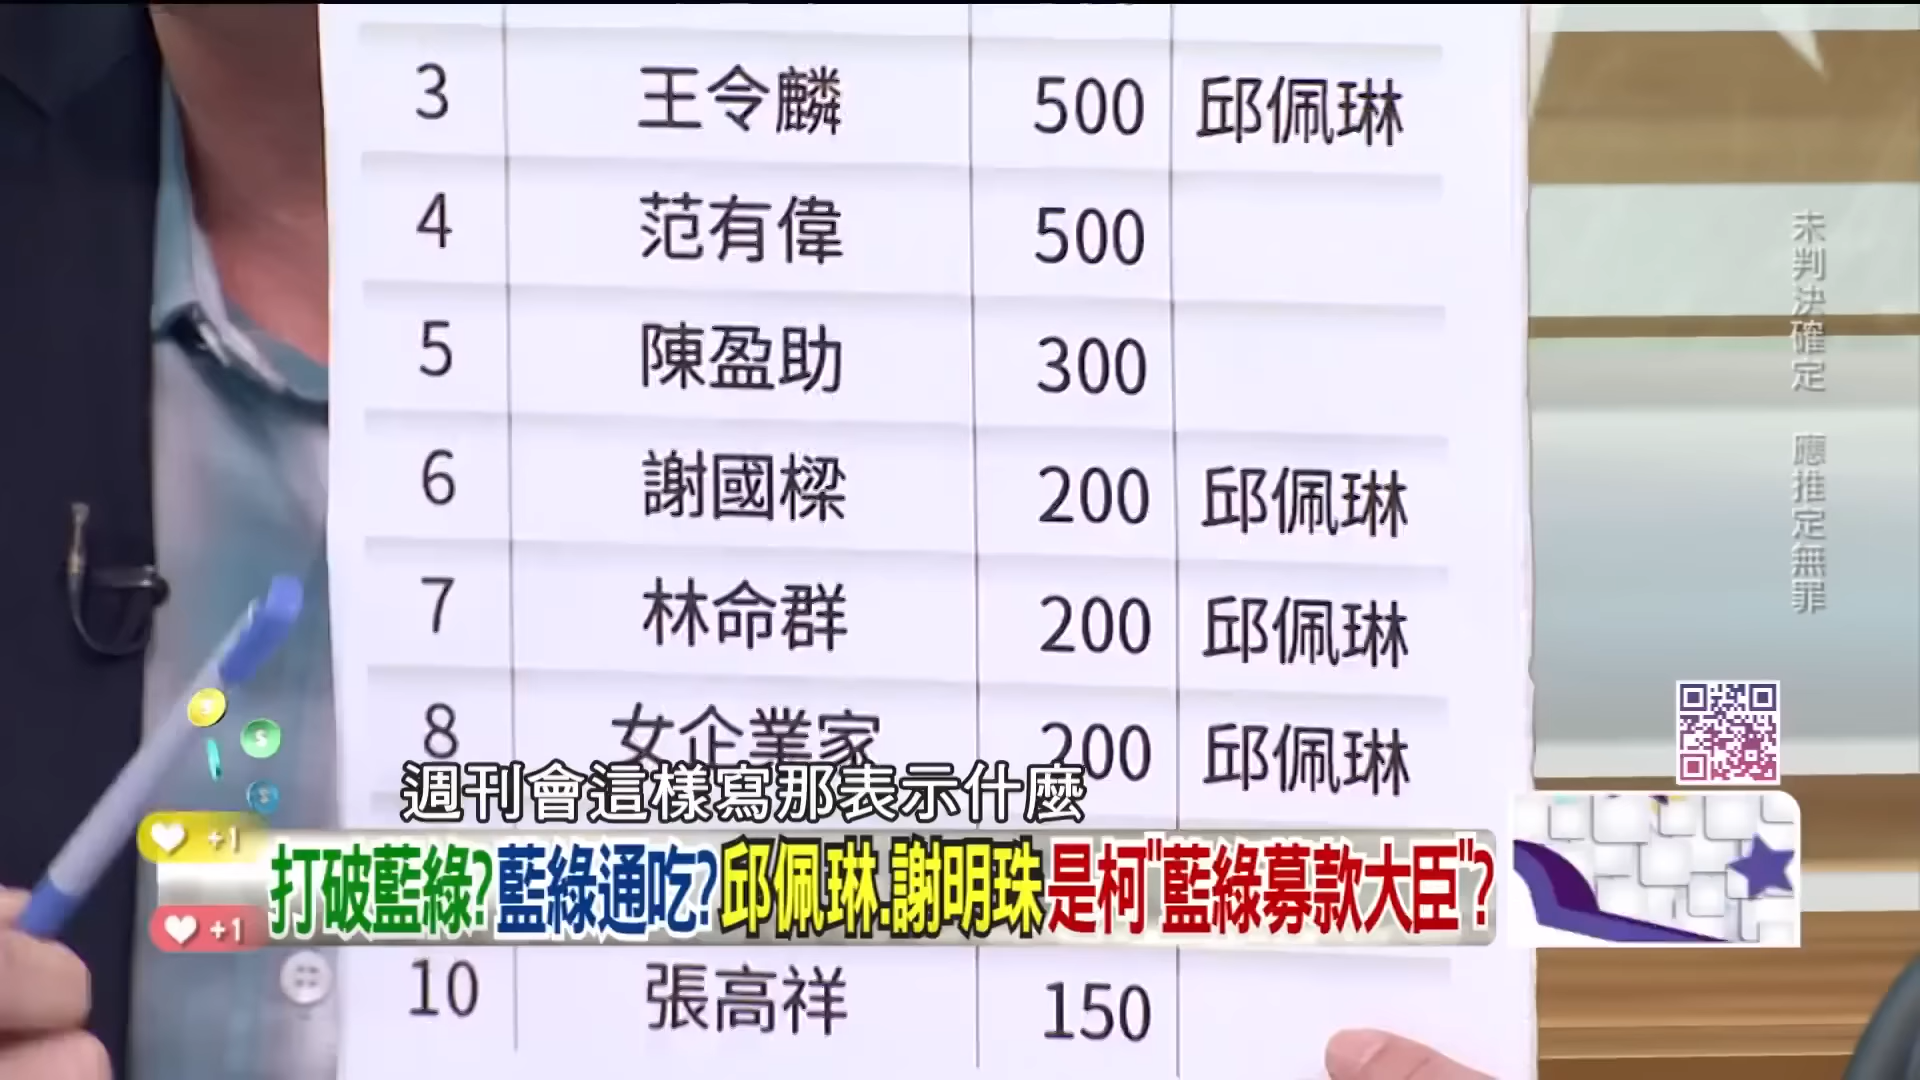 3 王令麟 500 邱佩琳
4 范有偉 500
5 陳盈助 300
6 謝國樑 200 邱佩琳
7 林命群 200 邱佩琳
8 女企業家 200 邱佩琳
週刊會這樣寫那表示什麼
打破藍綠?藍綠通吃?邱佩琳.謝明珠是柯"藍綠募款大臣"?
10 張高祥 150
未判決確定 應推定無罪
+1
+1